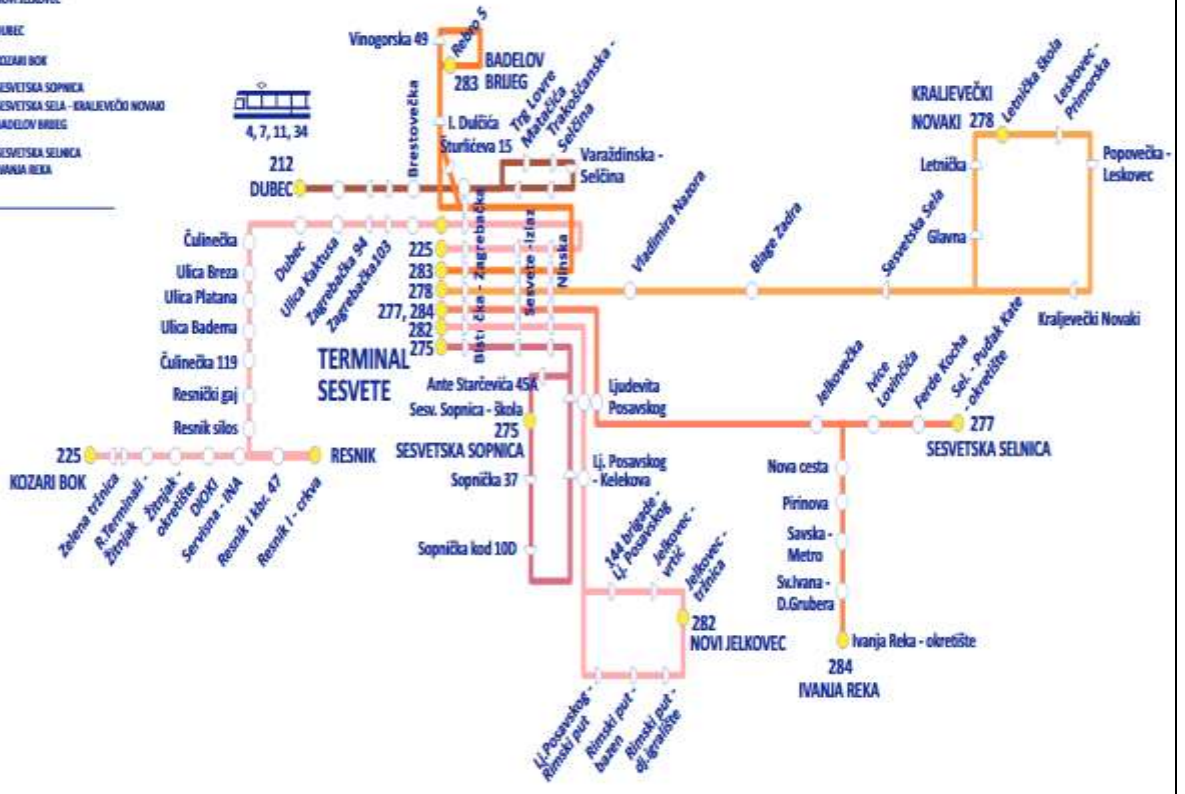 DUBEC
KOZARI BOK
SESVETSKA SOPNICA
SESVETSKA SELA - KRALJEVEČKI NOVAKI
BADELOV BRIJEG
SESVETSKA SELNICA
IVANJA REKA
4, 7, 11, 34
212
DUBEC
Brestovečka
Vinogorska 49
Rebro 5
283
BADELOV
BRIJEG
I. Dulčića
Šturlićeva 15
Trg Lovre
Matačića
Trakošćanska -
Selčina
Varaždinska -
Selčina
KRALJEVEČKI
NOVAKI 278
Letnička škola
Leskovec -
Primorska
Letnička
Popovečka -
Leskovec
Glavna
Sesvetska Sela
Kraljevečki Novaki
Vladimira Nazora
Blage Zadra
Čulinečka
Ulica Breza
Ulica Platana
Ulica Badema
Čulinečka 119
Resnički gaj
Resnik silos
Dubec
Ulica Kaktusa
Zagrebačka 94
Zagrebačka103
225
283
278
277, 284
282
275
TERMINAL
SESVETE
Bistrička - Zagrebačka
Sesvete -izlaz
Ninska
225
KOZARI BOK
RESNIK
Zelena tržnica
R.Terminali -
Žitnjak
Žitnjak -
okretište
DIOKI
Servisna - INA
Resnik I kbr. 47
Resnik I - crkva
Ante Starčevića 45A
Sesv. Sopnica - škola
275
SESVETSKA SOPNICA
Sopnička 37
Sopnička kod 10D
Ljudevita
Posavskog
Lj. Posavskog
- Kelekova
144 brigade -
Lj. Posavskog
Jelkovec -
vrtić
Jelkovec -
tržnica
282
NOVI JELKOVEC
Lj.Posavskog -
Rimski put
Rimski put -
bazen
Rimski put -
dj.igralište
Jelkovečka
Ivice
Lovinčića
Ferde Kocha
Sel. - Puđak Kate
- okretište
277
SESVETSKA SELNICA
Nova cesta
Pirinova
Savska -
Metro
Sv.Ivana -
D.Grubera
Ivanja Reka - okretište
284
IVANJA REKA